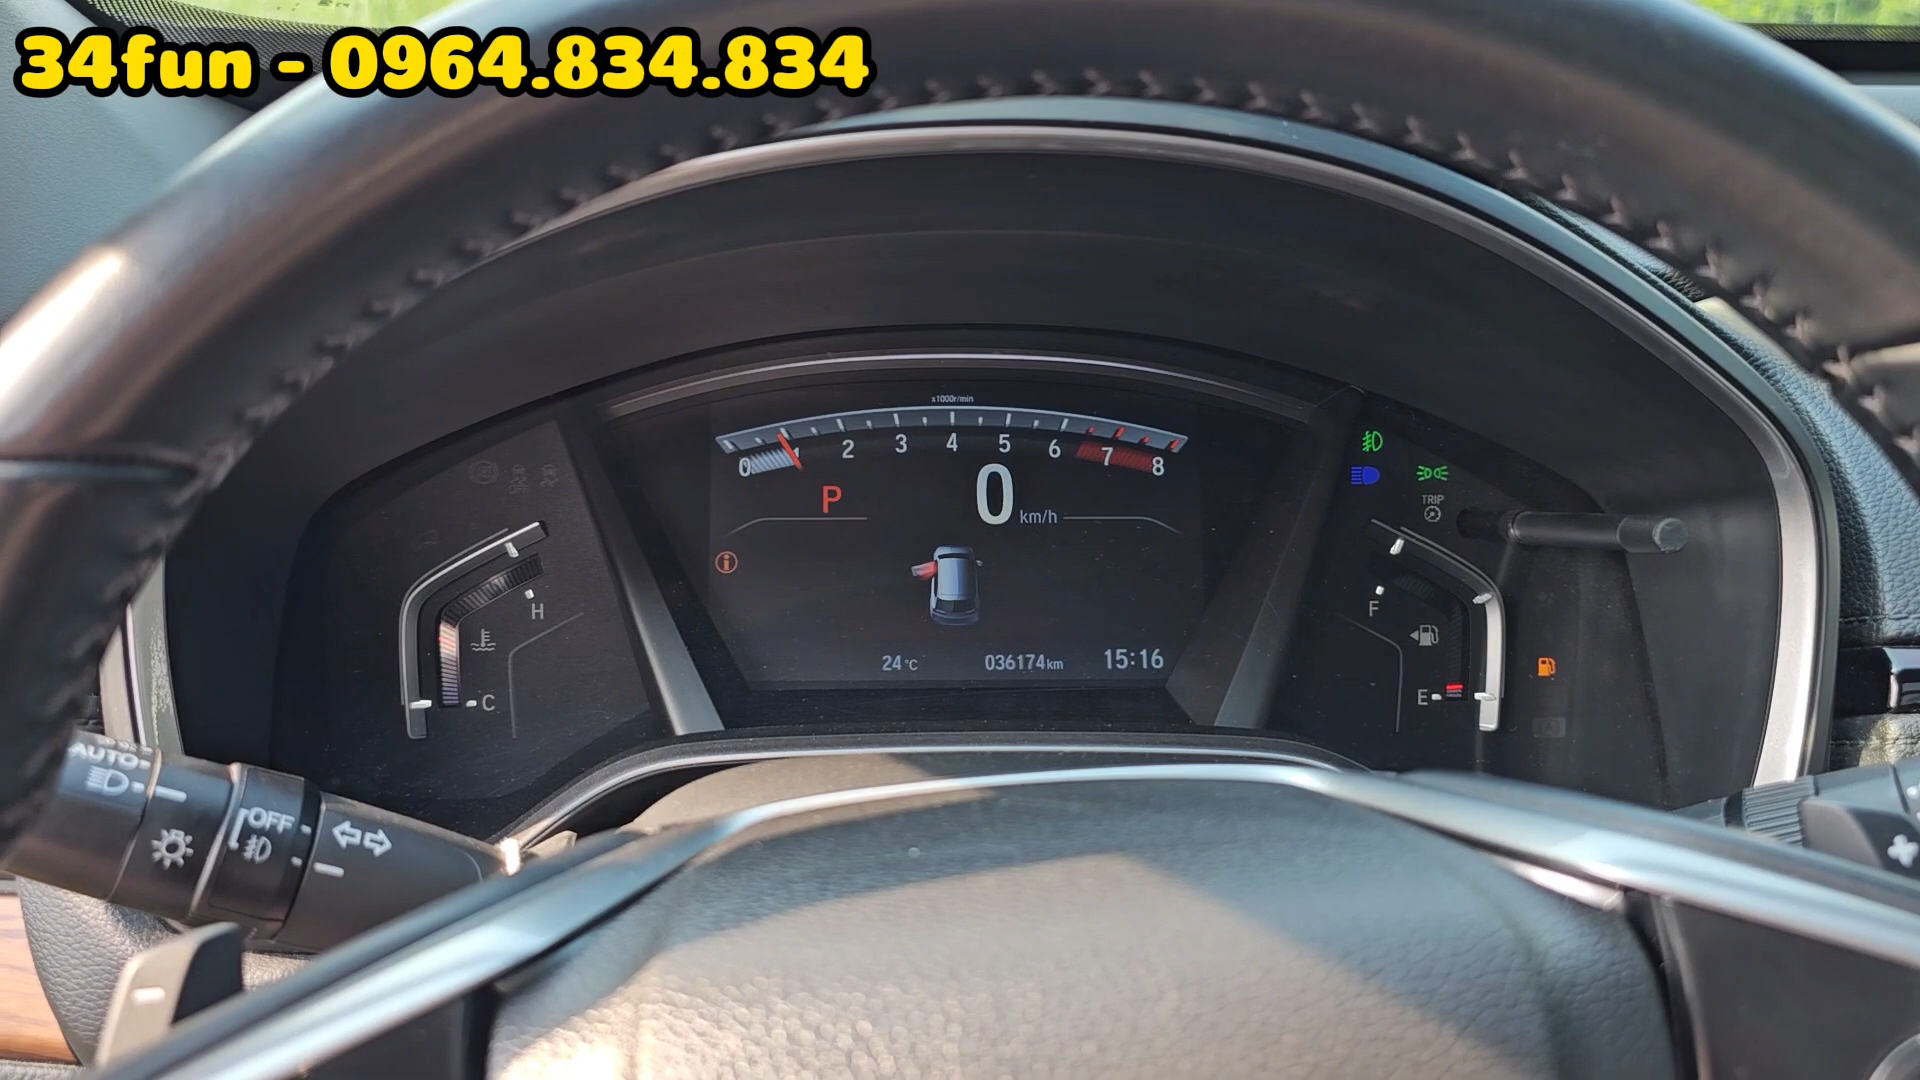 34fun - 0964.834.834
x1000r/min
0 1 2 3 4 5 6 7 8
P 0 km/h
TRIP
H
F
C
E
24°C 036174km 15:16
AUTO
OFF